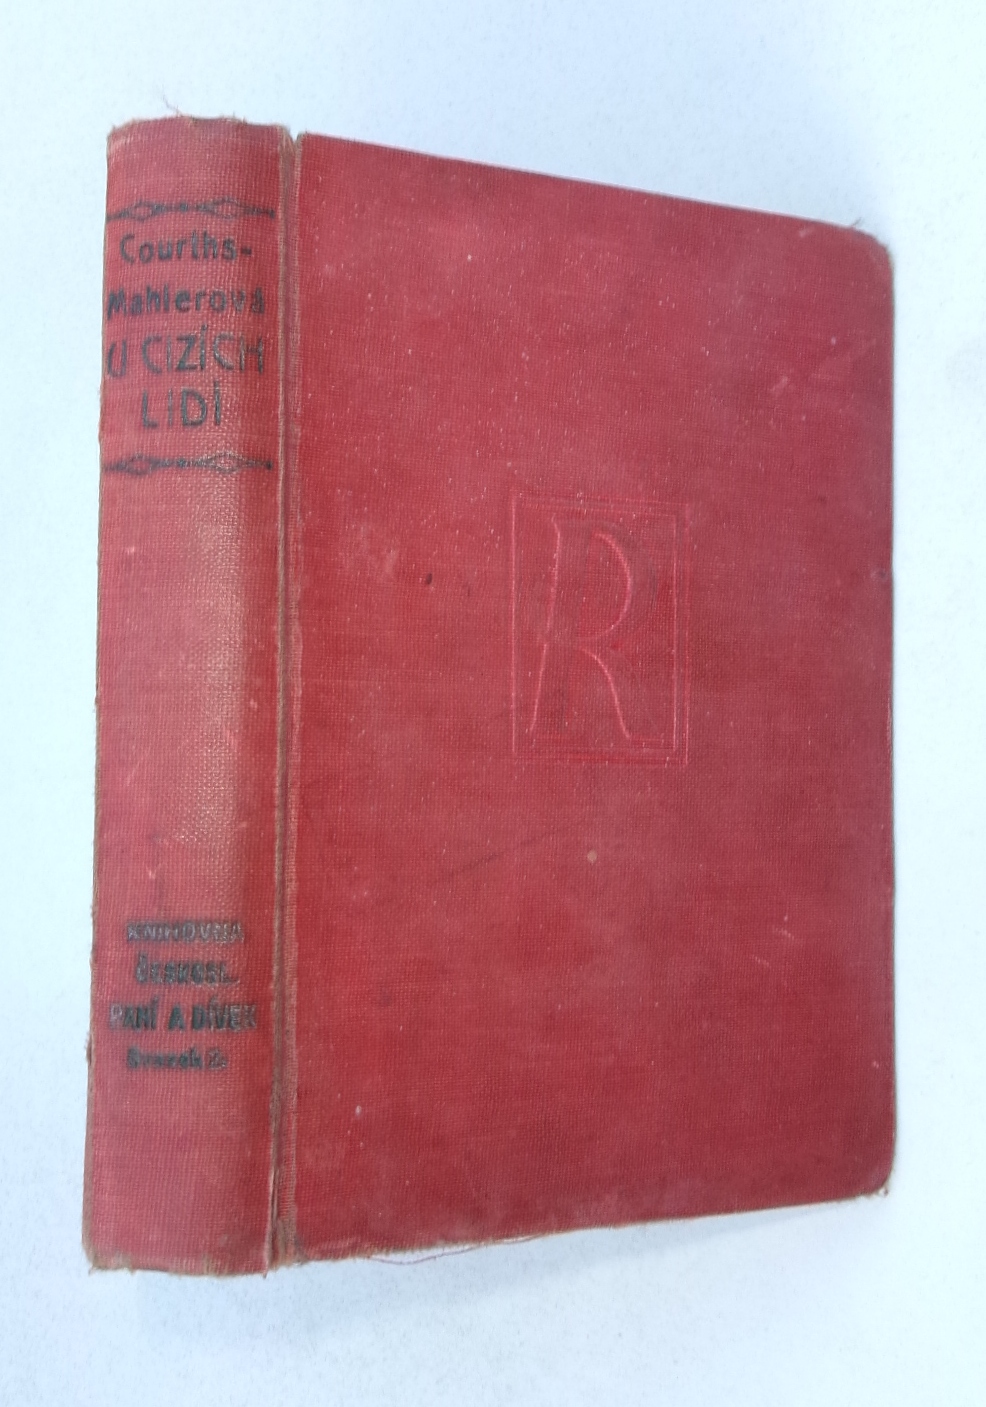 Courths-
Mahlerová
U CIZÍCH
LIDÍ
KNIHOVNA
ČESKOSL.
PANÍ A DÍVEK
Svazek 2.
R